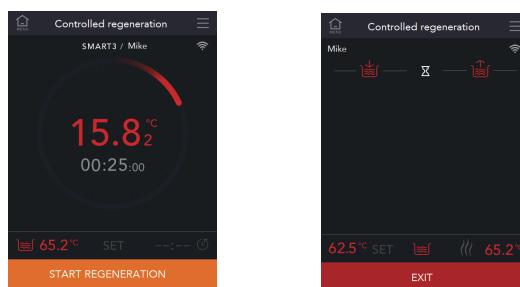 Controlled regeneration
MENU
SMART3 / Mike
15.8 2 °C
00:25:00
65.2°C SET --:--
START REGENERATION
Controlled regeneration
MENU
Mike
62.5°C SET 65.2°C
EXIT